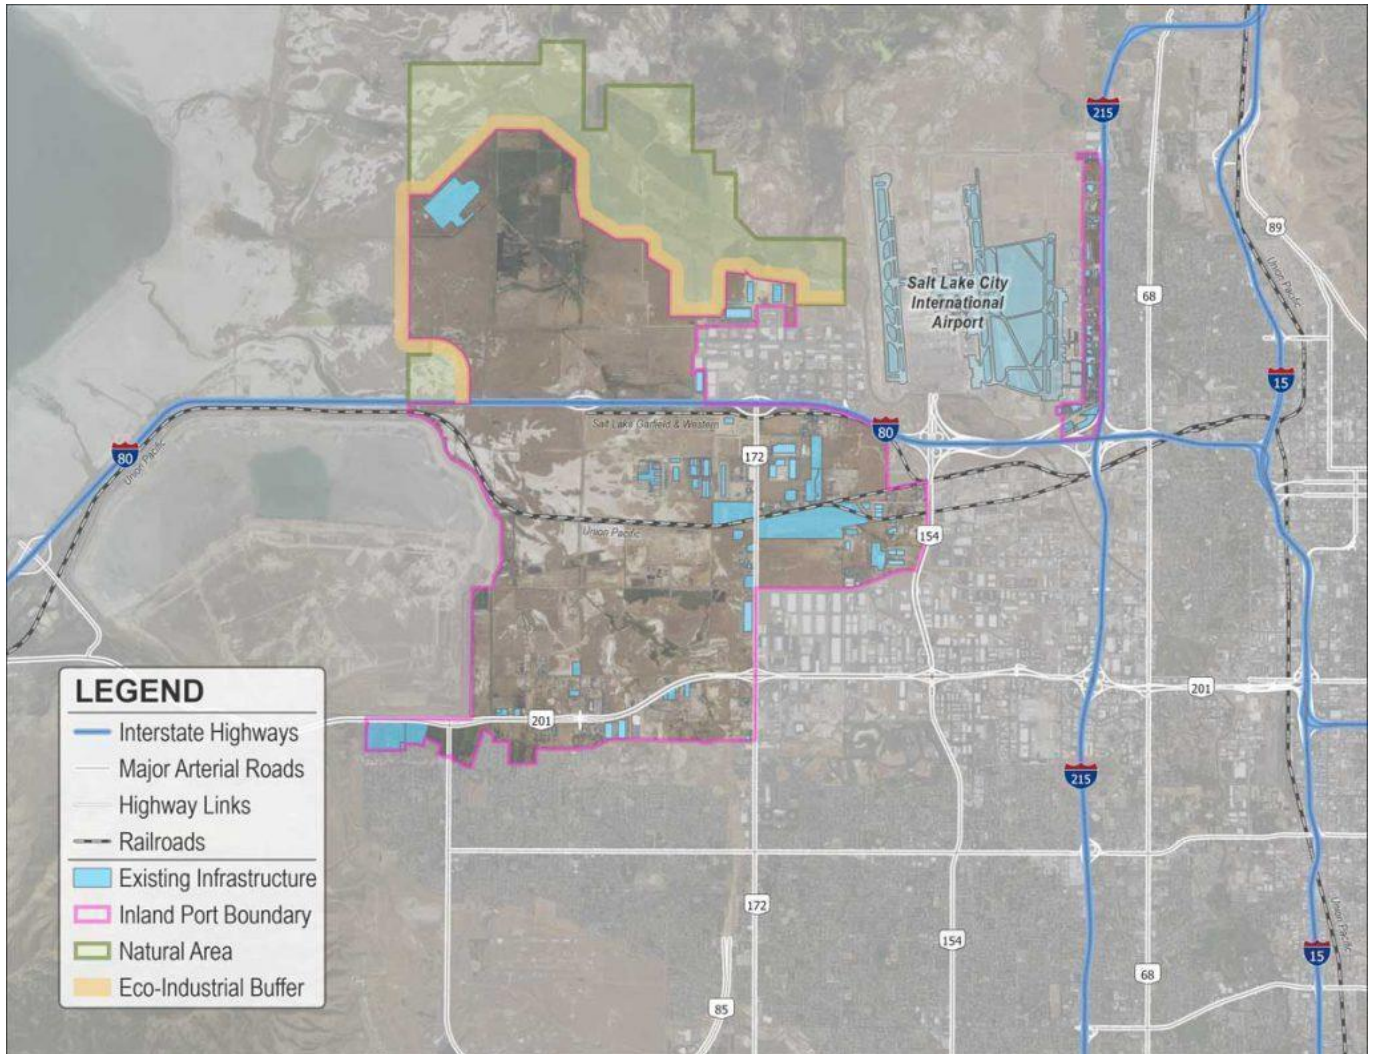 215
89
Union Pacific
68
Salt Lake City
International
Airport
15
Salt Lake Garfield & Western
80
172
80
Union Pacific
Union Pacific
154
LEGEND
Interstate Highways
Major Arterial Roads
Highway Links
Railroads
Existing Infrastructure
Inland Port Boundary
Natural Area
Eco-Industrial Buffer
201
201
215
172
154
Union Pacific
15
68
85